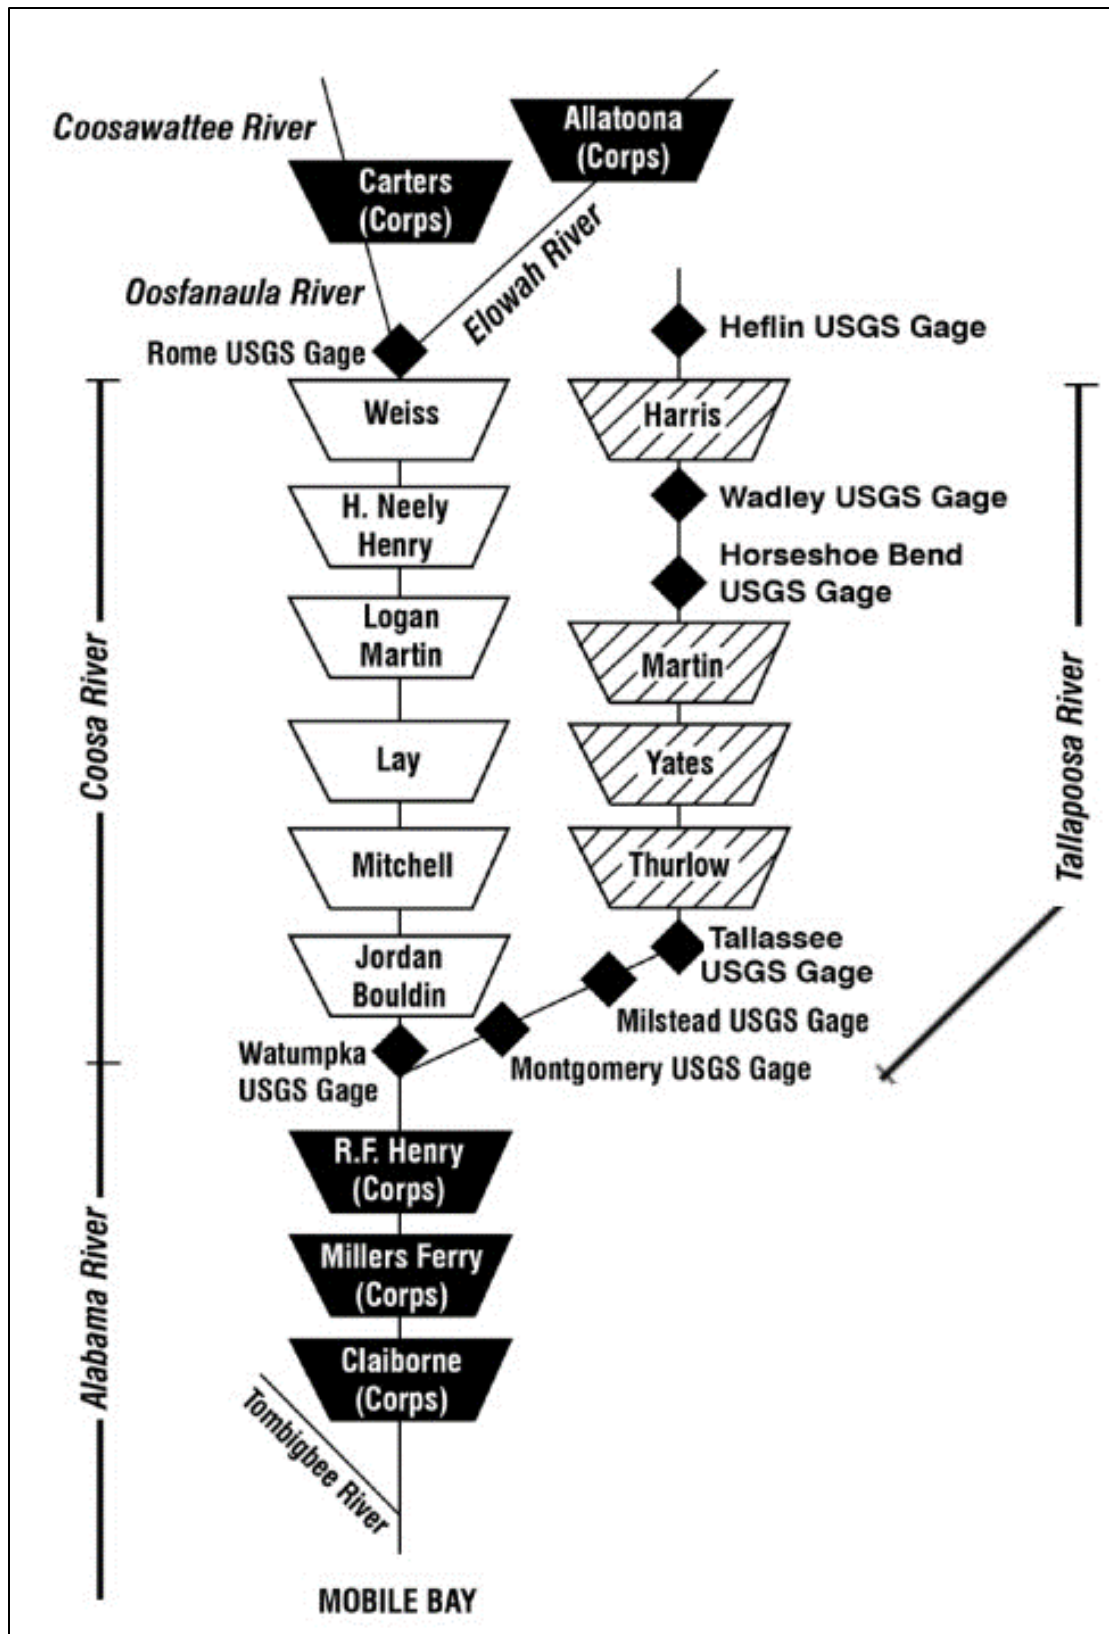 Coosawattee River
Allatoona
(Corps)
Carters
(Corps)
Oosfanaula River
Elowah River
Rome USGS Gage
Heflin USGS Gage
Weiss
Harris
H. Neely
Henry
Wadley USGS Gage
Horseshoe Bend
USGS Gage
Logan
Martin
Martin
Coosa River
Tallapoosa River
Lay
Yates
Mitchell
Thurlow
Jordan
Bouldin
Tallassee
USGS Gage
Milstead USGS Gage
Watumpka
USGS Gage
Montgomery USGS Gage
R.F. Henry
(Corps)
Millers Ferry
(Corps)
Alabama River
Claiborne
(Corps)
Tombigbee River
MOBILE BAY